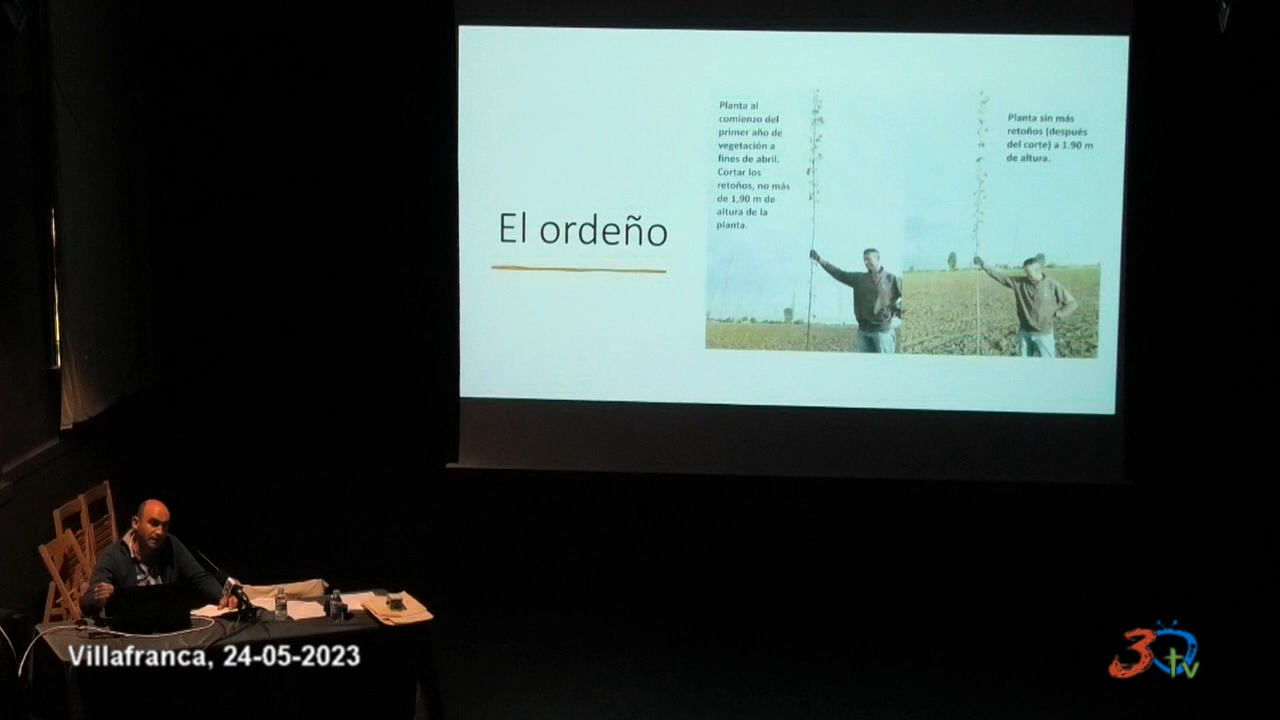 El ordeño
Planta al
comienzo del
primer año de
vegetación a
fines de abril.
Cortar los
retoños, no más
de 1,90 m de
altura de la
planta.
Planta sin más
retoños (después
del corte) a 1.90 m
de altura.
Villafranca, 24-05-2023
3 tv